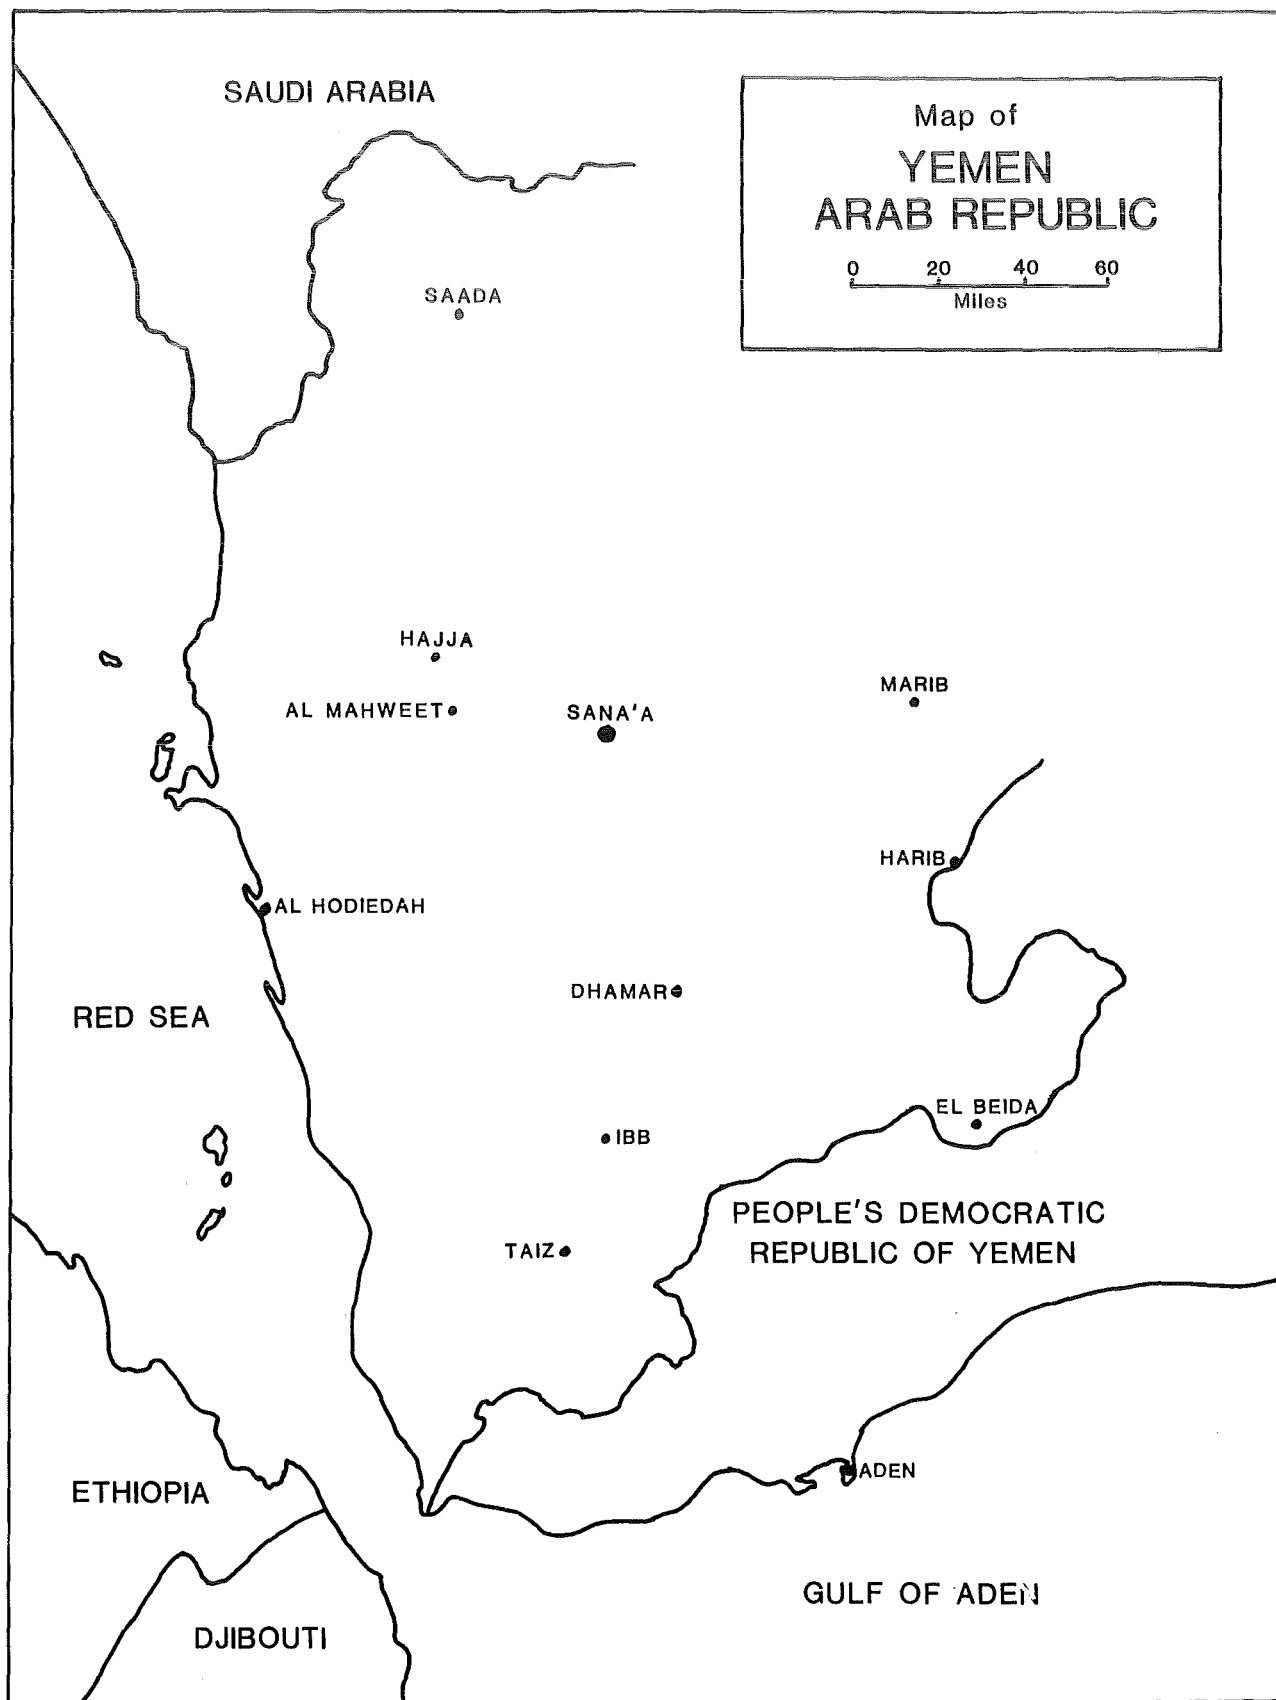 SAUDI ARABIA
Map of
YEMEN
ARAB REPUBLIC
0 20 40 60
Miles
SAADA
HAJJA
AL MAHWEET
SANA'A
MARIB
HARIB
AL HODIEDAH
DHAMAR
RED SEA
EL BEIDA
IBB
PEOPLE'S DEMOCRATIC
REPUBLIC OF YEMEN
TAIZ
ADEN
ETHIOPIA
GULF OF ADEN
DJIBOUTI